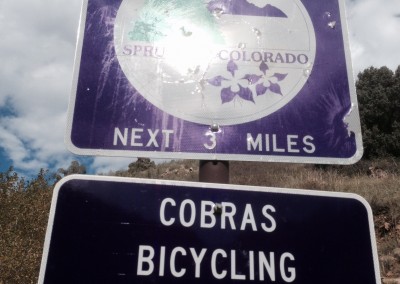 COLORADO
NEXT 3 MILES
COBRAS
BICYCLING